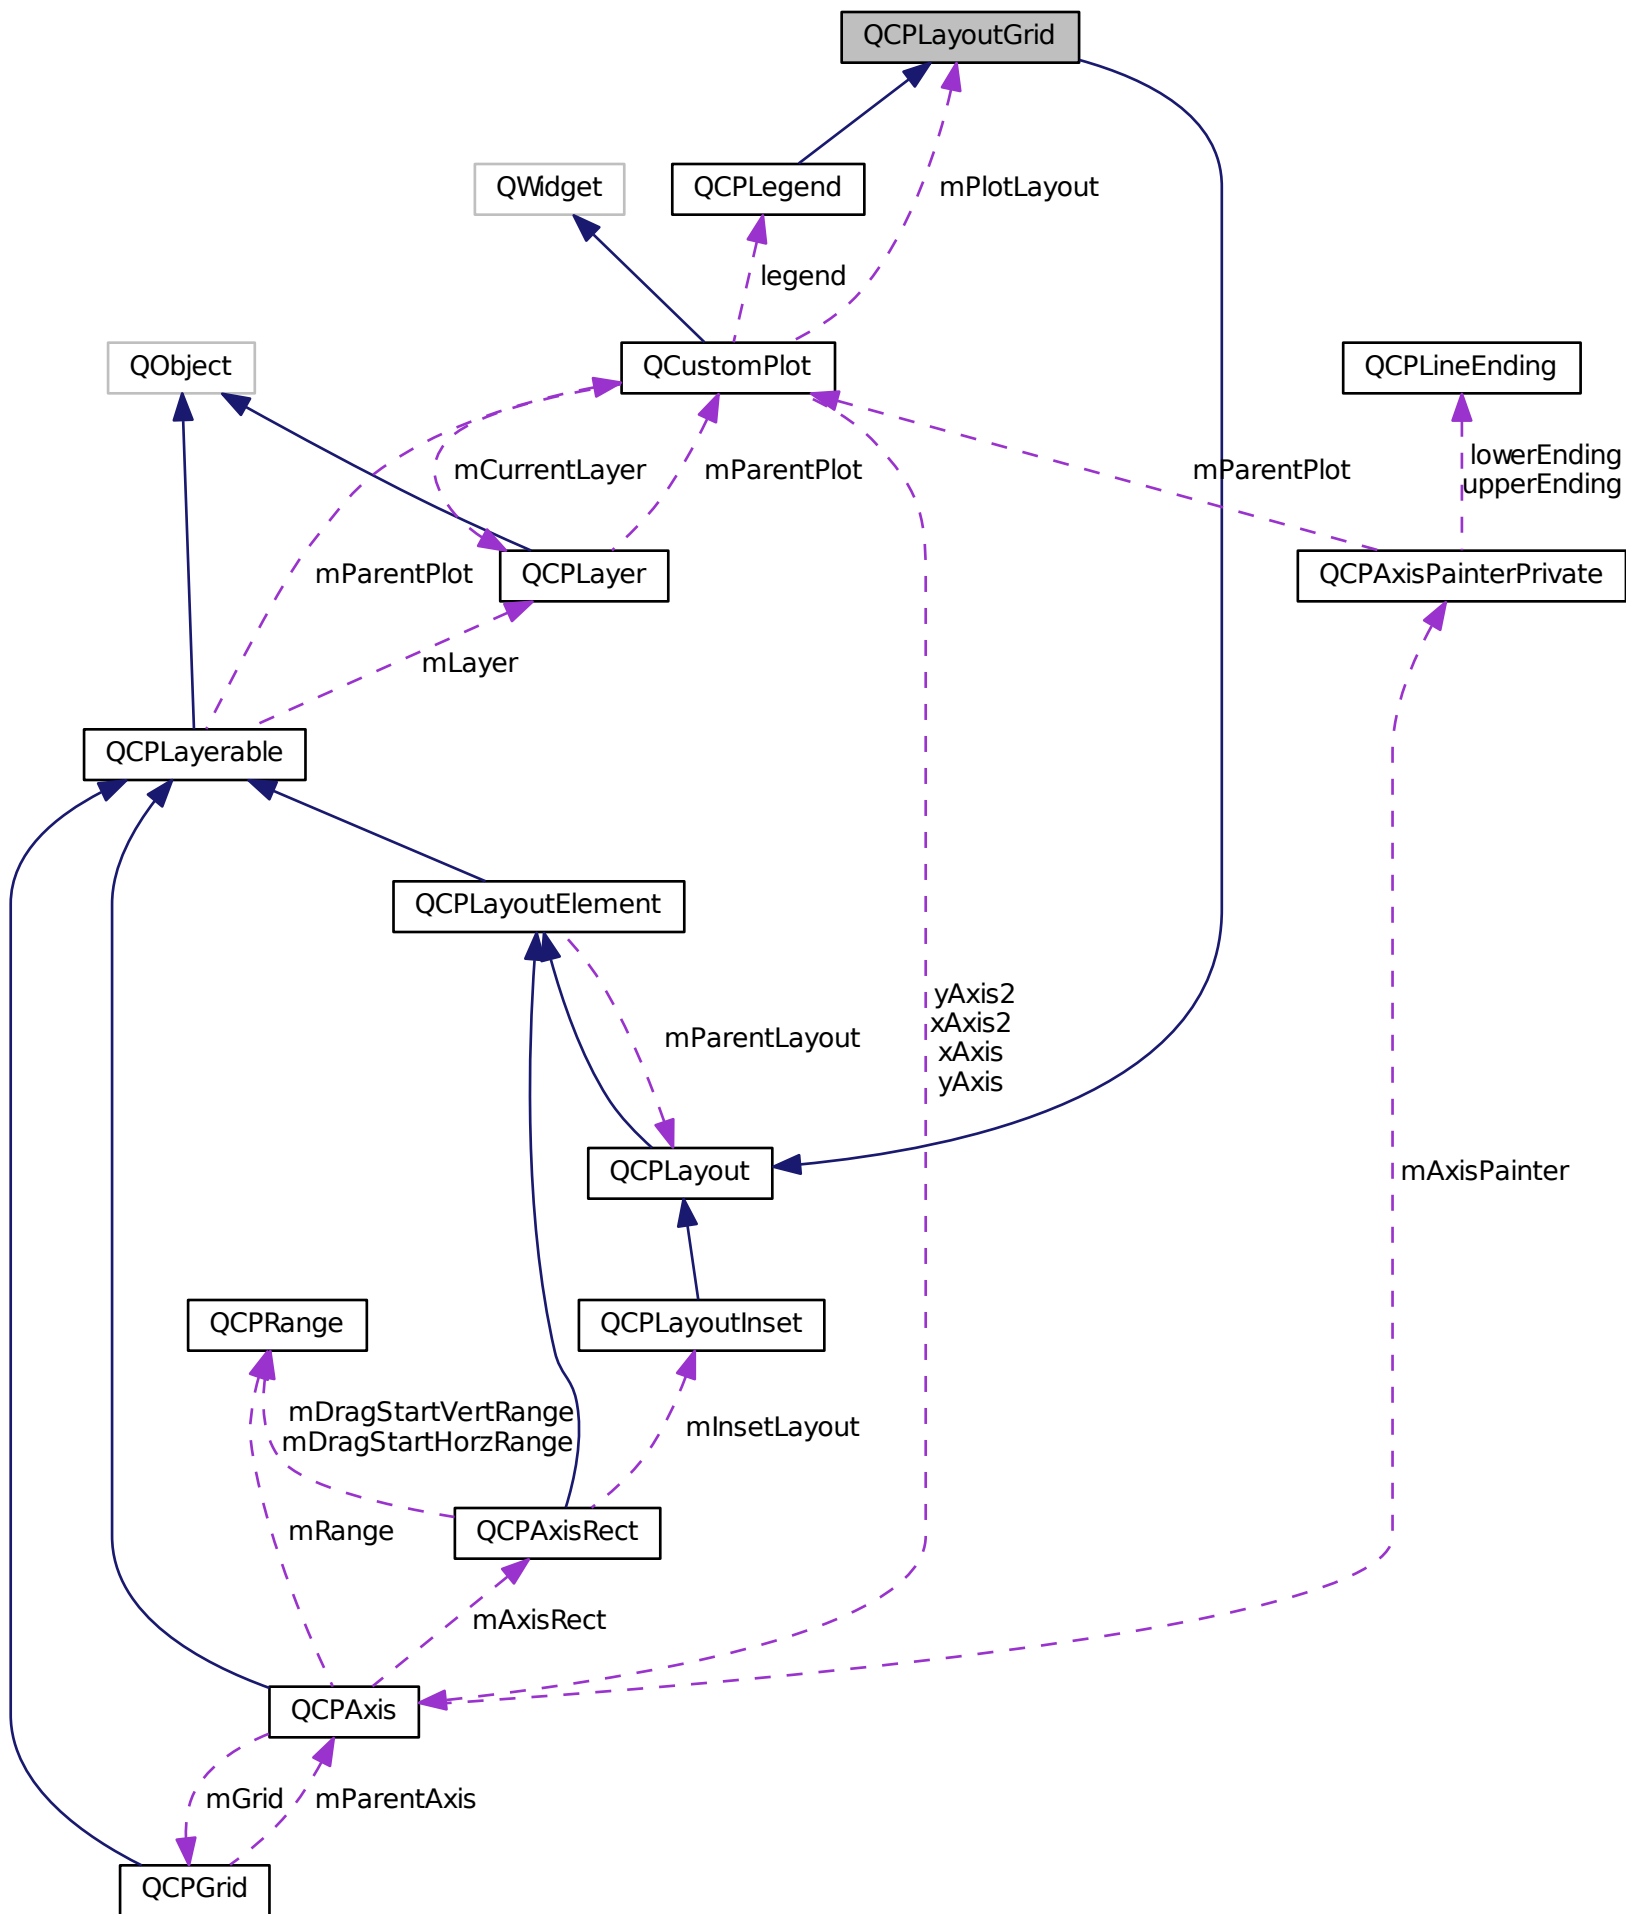 QCPLayoutGrid
QWidget
QCPLegend
mPlotLayout
legend
QObject
QCustomPlot
QCPLineEnding
mCurrentLayer
mParentPlot
mParentPlot
lowerEnding
upperEnding
mParentPlot
QCPLayer
QCPAxisPainterPrivate
mLayer
QCPLayerable
QCPLayoutElement
yAxis2
xAxis2
xAxis
yAxis
mParentLayout
QCPLayout
mAxisPainter
QCPRange
QCPLayoutInset
mDragStartVertRange
mDragStartHorzRange
mInsetLayout
mRange
QCPAxisRect
mAxisRect
QCPAxis
mGrid
mParentAxis
QCPGrid